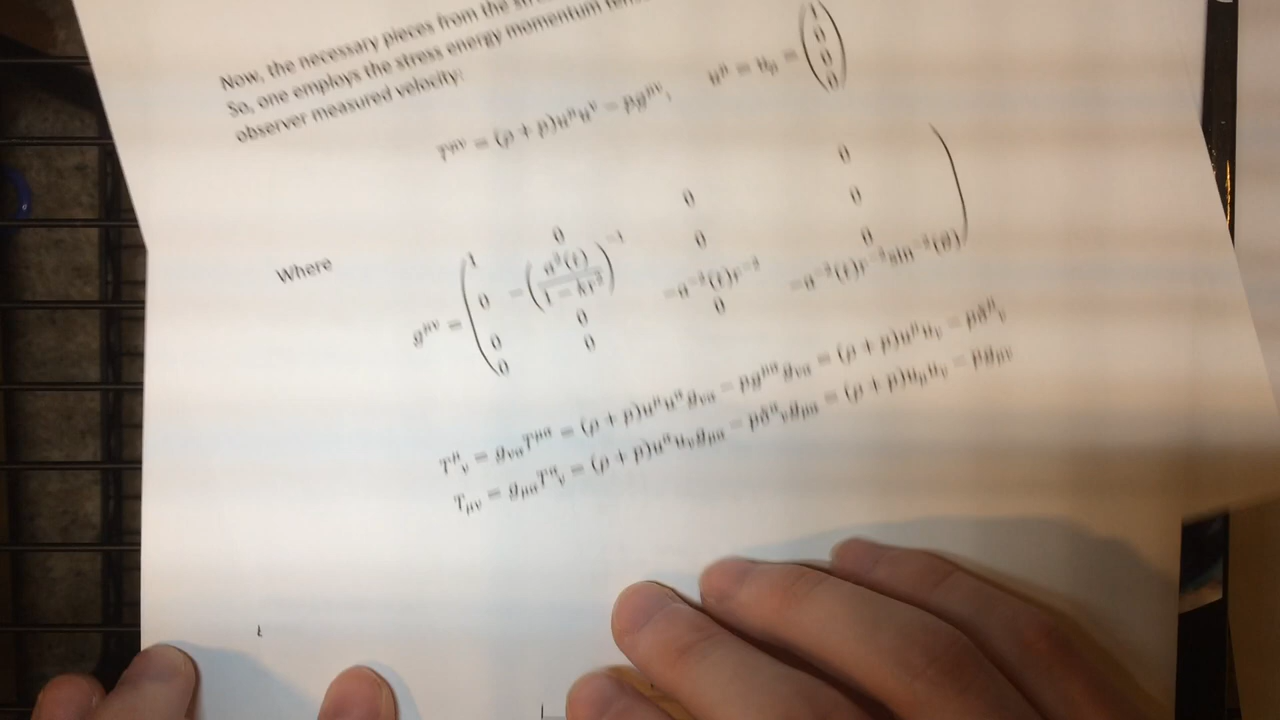 Now, the necessary pieces from the
So, one employs the stress energy momentum
observer measured velocity:
T^{μν} = (ρ + p)u^μ u^ν − pg^{μν}, u^μ = u_μ = (1 0 0 0)
Where
g^{μν} = ( 1 0 0 0
0 −(a²(t)/(1 − kr²))^{−1} 0 0
0 0 −a^{−2}(t)r^{−2} 0
0 0 0 −a^{−2}(t)r^{−2}sin^{−2}(θ) )
T^μ_ν = g_{να}T^{μα} = (ρ + p)u^μ u^α g_{να} − pg^{μα}g_{να} = (ρ + p)u^μ u_ν − pδ^μ_ν
T_{μν} = g_{μα}T^α_ν = (ρ + p)u^α u_ν g_{μα} − pδ^α_ν g_{μα} = (ρ + p)u_μ u_ν − pg_{μν}